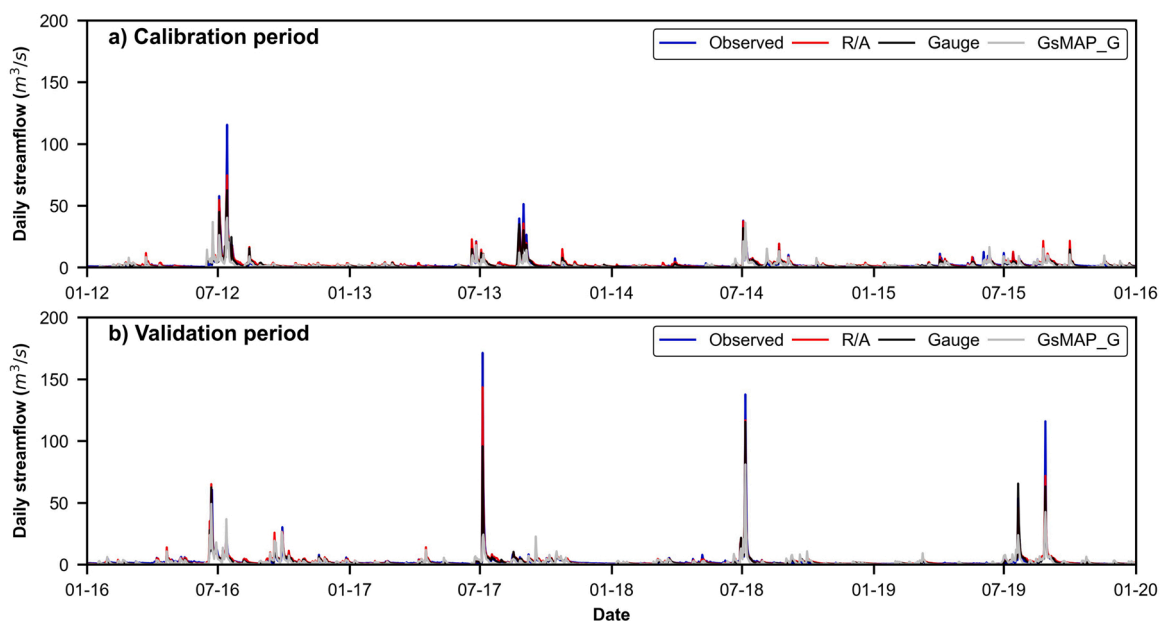 a) Calibration period
Observed R/A Gauge GsMAP_G
Daily streamflow (m³/s)
200
150
100
50
0
01-12 07-12 01-13 07-13 01-14 07-14 01-15 07-15 01-16
b) Validation period
Observed R/A Gauge GsMAP_G
Daily streamflow (m³/s)
200
150
100
50
0
01-16 07-16 01-17 07-17 01-18 07-18 01-19 07-19 01-20
Date